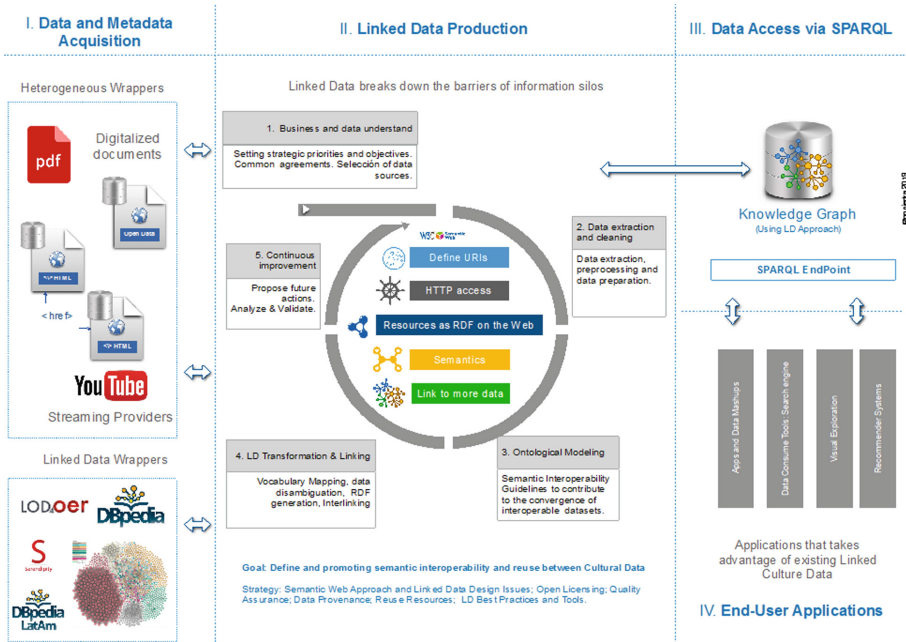 I. Data and Metadata
Acquisition
Heterogeneous Wrappers
pdf
Digitalized
documents
Open Data
<> HTML
< href>
<> HTML
YouTube
Streaming Providers
Linked Data Wrappers
LOD4oer
DBpedia
S
Serendipity
DBpedia
LatAm
II. Linked Data Production
Linked Data breaks down the barriers of information silos
1. Business and data understand
Setting strategic priorities and objectives.
Common agreements. Selección of data
sources.
2. Data extraction
and cleaning
Data extraction,
preprocessing and
data preparation.
5. Continuous
improvement
Propose future
actions.
Analyze & Validate.
W3C Semantic
Web
Define URIs
HTTP access
Resources as RDF on the Web
Semantics
Link to more data
4. LD Transformation & Linking
Vocabulary Mapping, data
disambiguation, RDF
generation, Interlinking
3. Ontological Modeling
Semantic Interoperability
Guidelines to contribute
to the convergence of
interoperable datasets.
Goal: Define and promoting semantic interoperability and reuse between Cultural Data
Strategy: Semantic Web Approach and Linked Data Design Issues; Open Licensing; Quality
Assurance; Data Provenance; Reuse Resources; LD Best Practices and Tools.
III. Data Access via SPARQL
Knowledge Graph
(Using LD Approach)
SPARQL EndPoint
Apps and Data Mashups
Data Consume Tools: Search engine
Visual Exploration
Recommender Systems
Applications that takes
advantage of existing Linked
Culture Data
IV. End-User Applications